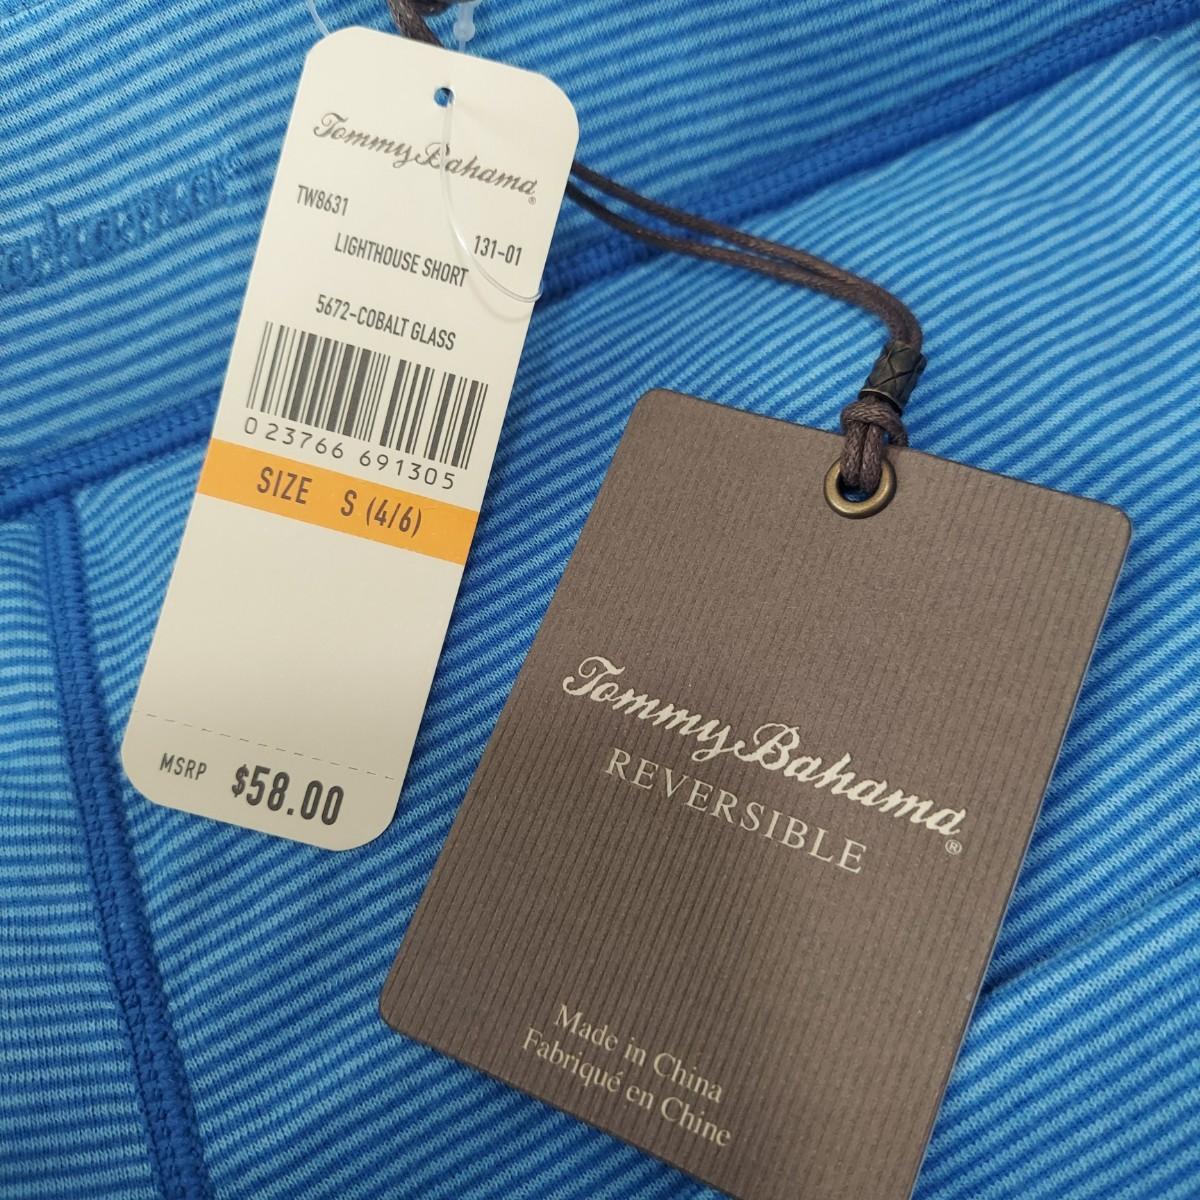 Tommy Bahama®
TW8631
131-01
LIGHTHOUSE SHORT
5672-COBALT GLASS
0 23766 691305
SIZE S (4/6)
MSRP $58.00
Tommy Bahama®
REVERSIBLE
Made in China
Fabriqué en Chine
bahama